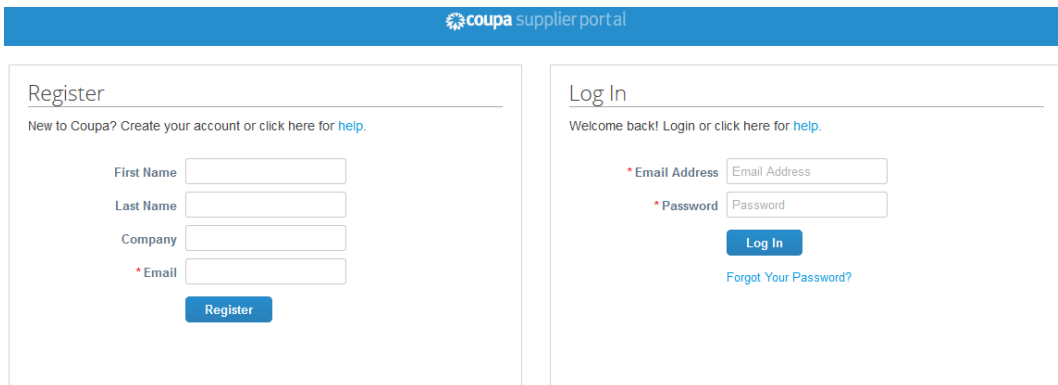 coupa supplier portal
Register
New to Coupa? Create your account or click here for help.
First Name
Last Name
Company
* Email
Register
Log In
Welcome back! Login or click here for help.
* Email Address Email Address
* Password Password
Log In
Forgot Your Password?